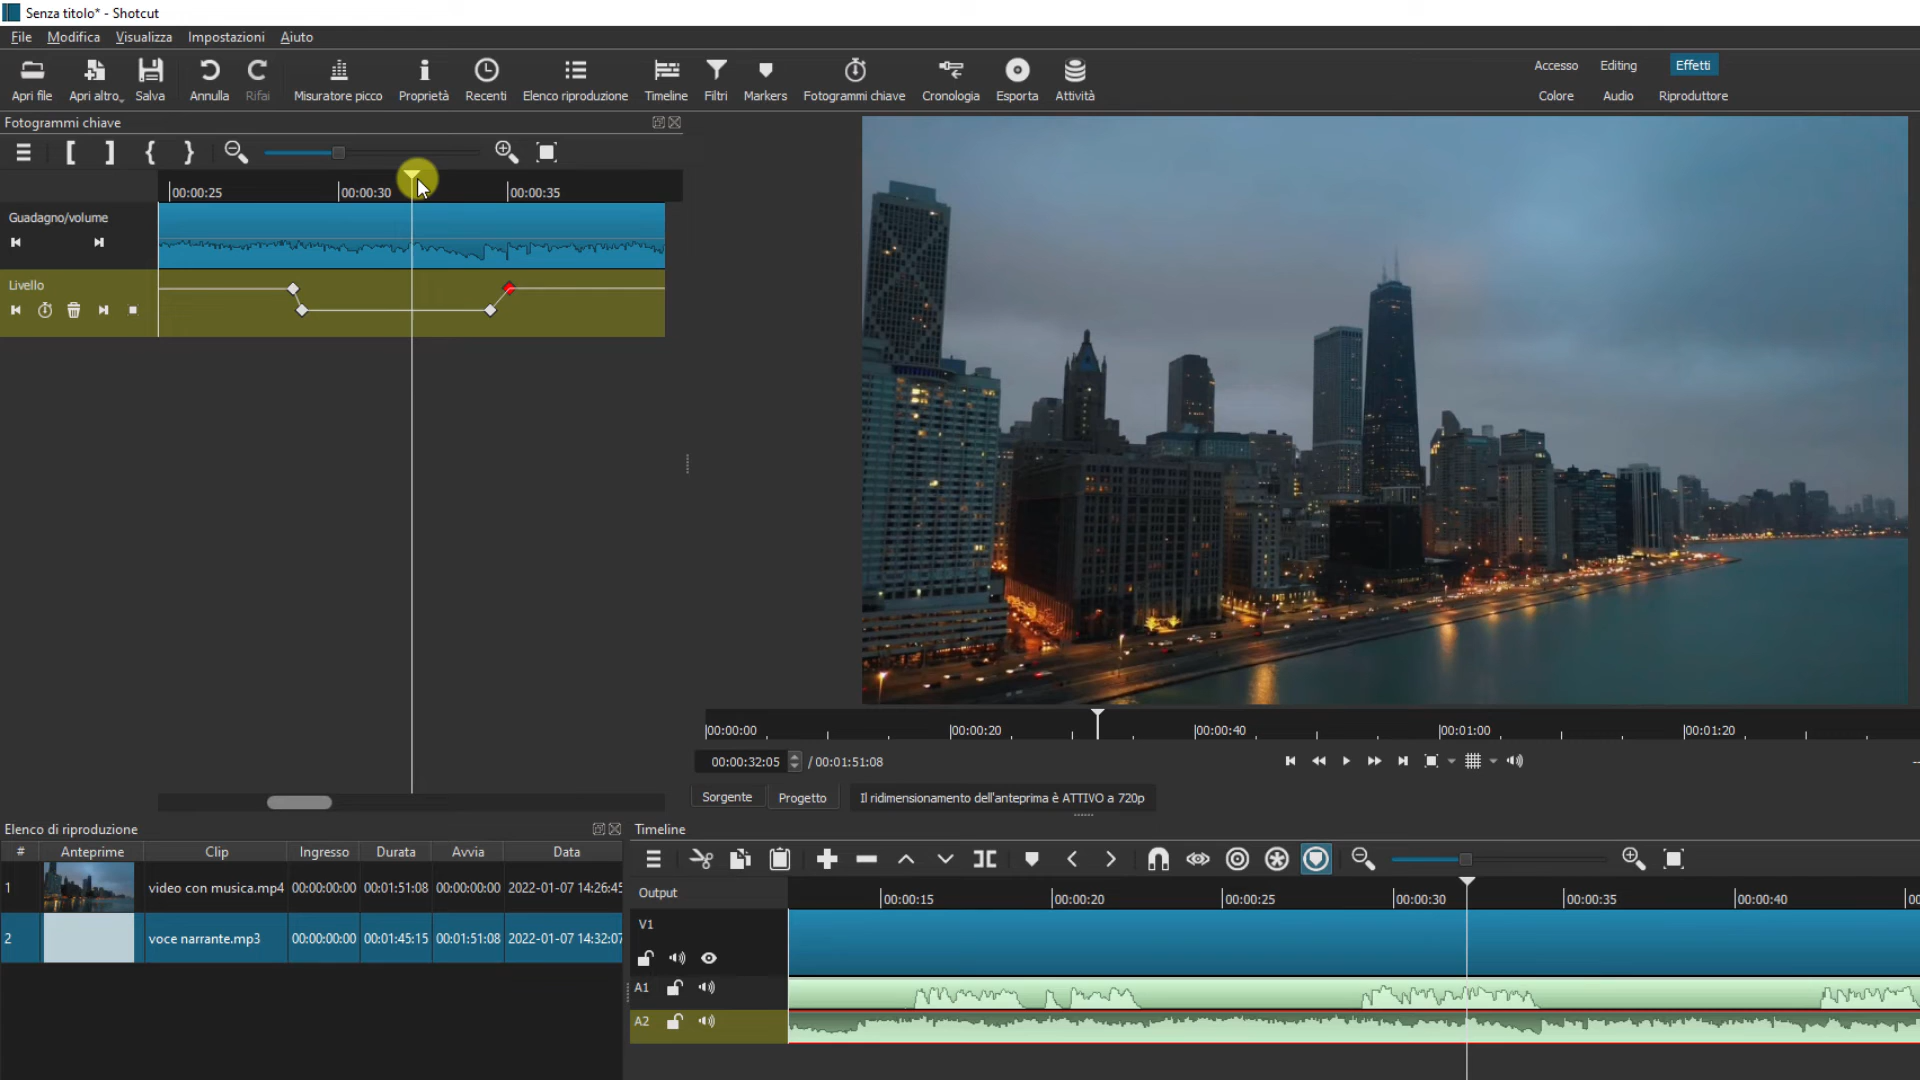 Senza titolo* - Shotcut
File Modifica Visualizza Impostazioni Aiuto
Apri file Apri altro Salva Annulla Rifai Misuratore picco Proprietà Recenti Elenco riproduzione Timeline Filtri Markers Fotogrammi chiave Cronologia Esporta Attività
Accesso Editing Effetti
Colore Audio Riproduttore
Fotogrammi chiave
00:00:25 00:00:30 00:00:35
Guadagno/volume
Livello
00:00:00 00:00:20 00:00:40 00:01:00 00:01:20
00:00:32:05 / 00:01:51:08
Sorgente Progetto Il ridimensionamento dell'anteprima è ATTIVO a 720p
Elenco di riproduzione
# Anteprime Clip Ingresso Durata Avvia Data
1 video con musica.mp4 00:00:00:00 00:01:51:08 00:00:00:00 2022-01-07 14:26:45
2 voce narrante.mp3 00:00:00:00 00:01:45:15 00:01:51:08 2022-01-07 14:32:07
Timeline
Output 00:00:15 00:00:20 00:00:25 00:00:30 00:00:35 00:00:40 00
V1
A1
A2